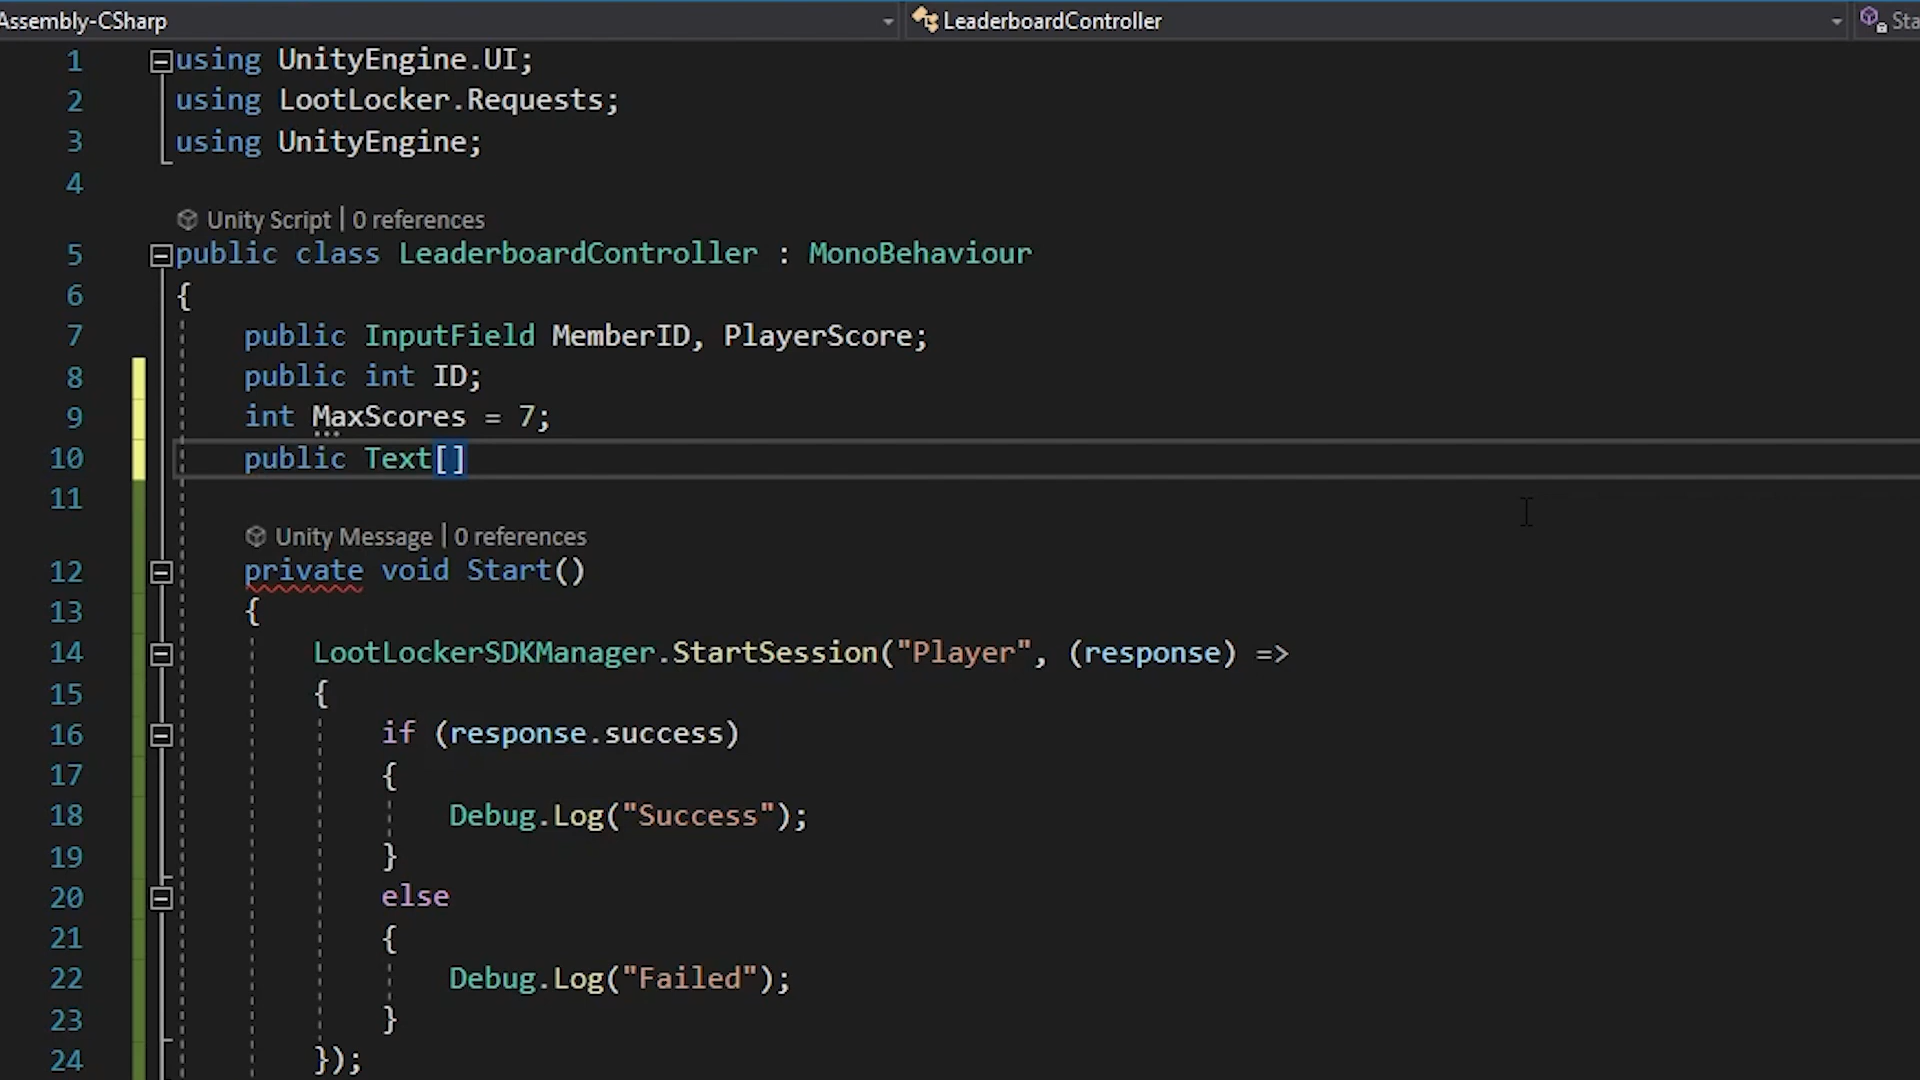 Assembly-CSharp
LeaderboardController
Sta
1 using UnityEngine.UI;
2 using LootLocker.Requests;
3 using UnityEngine;
4
Unity Script | 0 references
5 public class LeaderboardController : MonoBehaviour
6 {
7 public InputField MemberID, PlayerScore;
8 public int ID;
9 int MaxScores = 7;
10 public Text[]
11
Unity Message | 0 references
12 private void Start()
13 {
14 LootLockerSDKManager.StartSession("Player", (response) =>
15 {
16 if (response.success)
17 {
18 Debug.Log("Success");
19 }
20 else
21 {
22 Debug.Log("Failed");
23 }
24 });